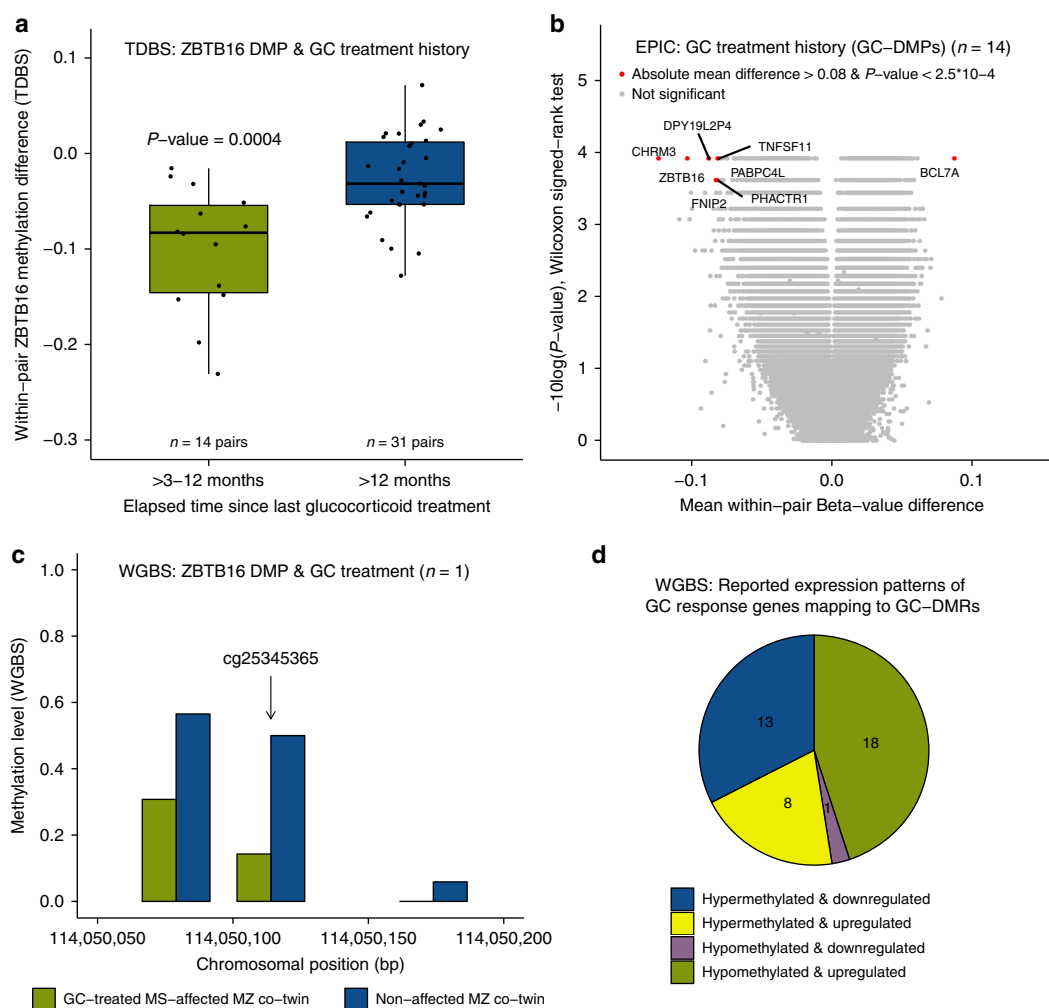 a
TDBS: ZBTB16 DMP & GC treatment history
Within−pair ZBTB16 methylation difference (TDBS)
0.1
0.0
−0.1
−0.2
−0.3
P−value = 0.0004
n = 14 pairs
n = 31 pairs
>3−12 months
>12 months
Elapsed time since last glucocorticoid treatment
b
EPIC: GC treatment history (GC−DMPs) (n = 14)
Absolute mean difference > 0.08 & P−value < 2.5*10−4
Not significant
−10log(P−value), Wilcoxon signed−rank test
5
4
3
2
1
0
DPY19L2P4
CHRM3
TNFSF11
ZBTB16
PABPC4L
BCL7A
FNIP2
PHACTR1
−0.1
0.0
0.1
Mean within−pair Beta−value difference
c
WGBS: ZBTB16 DMP & GC treatment (n = 1)
Methylation level (WGBS)
1.0
0.8
0.6
0.4
0.2
0.0
cg25345365
114,050,050
114,050,100
114,050,150
114,050,200
Chromosomal position (bp)
GC−treated MS−affected MZ co−twin
Non−affected MZ co−twin
d
WGBS: Reported expression patterns of
GC response genes mapping to GC−DMRs
13
18
8
1
Hypermethylated & downregulated
Hypermethylated & upregulated
Hypomethylated & downregulated
Hypomethylated & upregulated